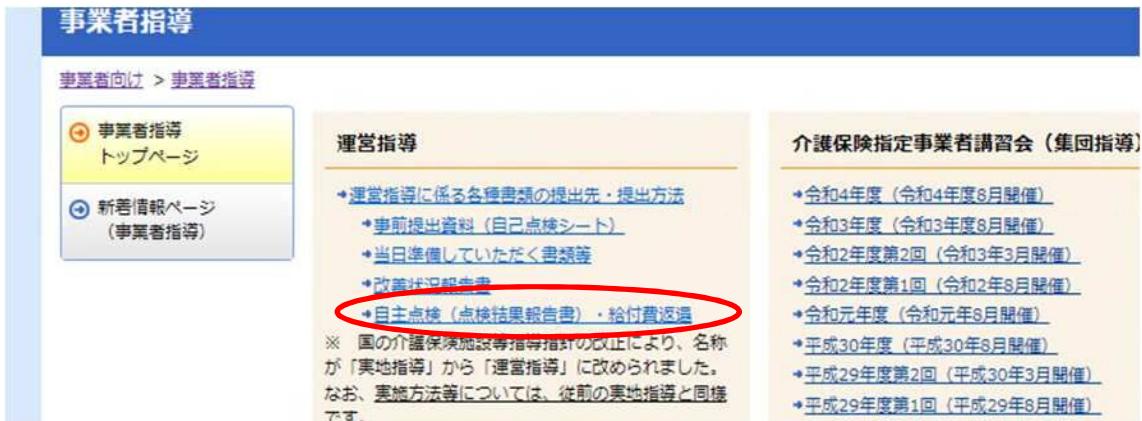 事業者指導
事業者向け > 事業者指導
事業者指導
トップページ
新着情報ページ
（事業者指導）
運営指導
運営指導に係る各種書類の提出先・提出方法
事前提出資料（自己点検シート）
当日準備していただく書類等
改善状況報告書
自主点検（点検結果報告書）・給付費返還
※　国の介護保険施設等指導指針の改正により、名称
が「実地指導」から「運営指導」に改められました。
なお、実施方法等については、従前の実地指導と同様
です。
介護保険指定事業者講習会（集団指導）
令和4年度（令和4年度8月開催）
令和3年度（令和3年度8月開催）
令和2年度第2回（令和3年3月開催）
令和2年度第1回（令和2年8月開催）
令和元年度（令和元年8月開催）
平成30年度（平成30年8月開催）
平成29年度第2回（平成30年3月開催）
平成29年度第1回（平成29年8月開催）